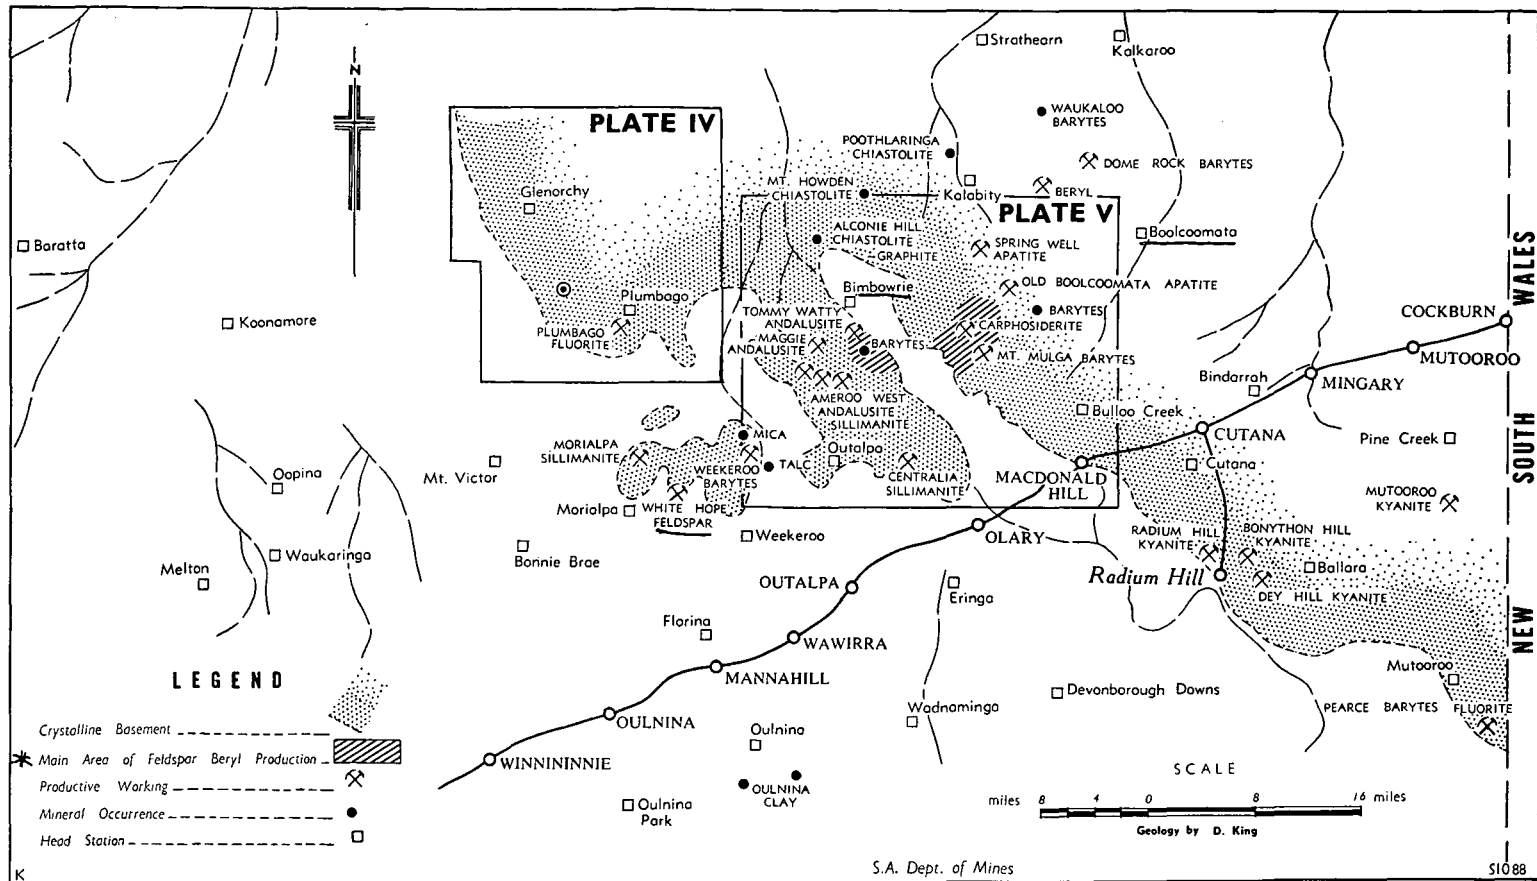 N
Strathearn
Kalkaroo
PLATE IV
WAUKALOO
BARYTES
POOTHLARINGA
CHIASTOLITE
DOME ROCK BARYTES
MT. HOWDEN
CHIASTOLITE
Kalabity
BERYL
Glenorchy
PLATE V
Baratta
ALCONIE HILL
CHIASTOLITE
GRAPHITE
SPRING WELL
APATITE
Boolcoomata
Bimbowrie
OLD BOOLCOOMATA APATITE
Plumbago
Koonamore
PLUMBAGO
FLUORITE
TOMMY WATTY
ANDALUSITE
MAGGIE
ANDALUSITE
BARYTES
BARYTES
CARPHOSIDERITE
MT. MULGA BARYTES
COCKBURN
MUTOOROO
MINGARY
Bindarrah
AMEROO WEST
ANDALUSITE
SILLIMANITE
Bulloo Creek
CUTANA
Pine Creek
MORIALPA
SILLIMANITE
MICA
WEEKEROO
BARYTES
TALC
Outalpa
CENTRALIA
SILLIMANITE
MACDONALD
HILL
Cutana
MUTOOROO
KYANITE
Oopina
Mt. Victor
Morialpa
WHITE HOPE
FELDSPAR
Weekeroo
OLARY
RADIUM HILL
KYANITE
BONYTHON HILL
KYANITE
Waukaringa
Melton
Bonnie Brae
Radium Hill
Ballara
DEY HILL KYANITE
OUTALPA
Eringa
Florina
WAWIRRA
MANNAHILL
Mutooroo
Devonborough Downs
PEARCE BARYTES FLUORITE
Wadnaminga
OULNINA
Oulnina
WINNININNIE
OULNINA
CLAY
Oulnina
Park
NEW SOUTH WALES
LEGEND
Crystalline Basement
Main Area of Feldspar Beryl Production
Productive Working
Mineral Occurrence
Head Station
SCALE
miles 8 4 0 8 16 miles
Geology by D. King
K
S.A. Dept. of Mines
S1088